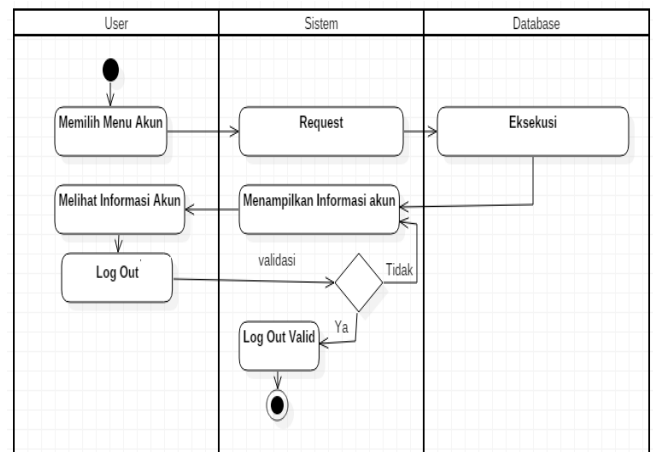 User
Sistem
Database
Memilih Menu Akun
Request
Eksekusi
Melihat Informasi Akun
Menampilkan Informasi akun
Log Out
validasi
Tidak
Ya
Log Out Valid